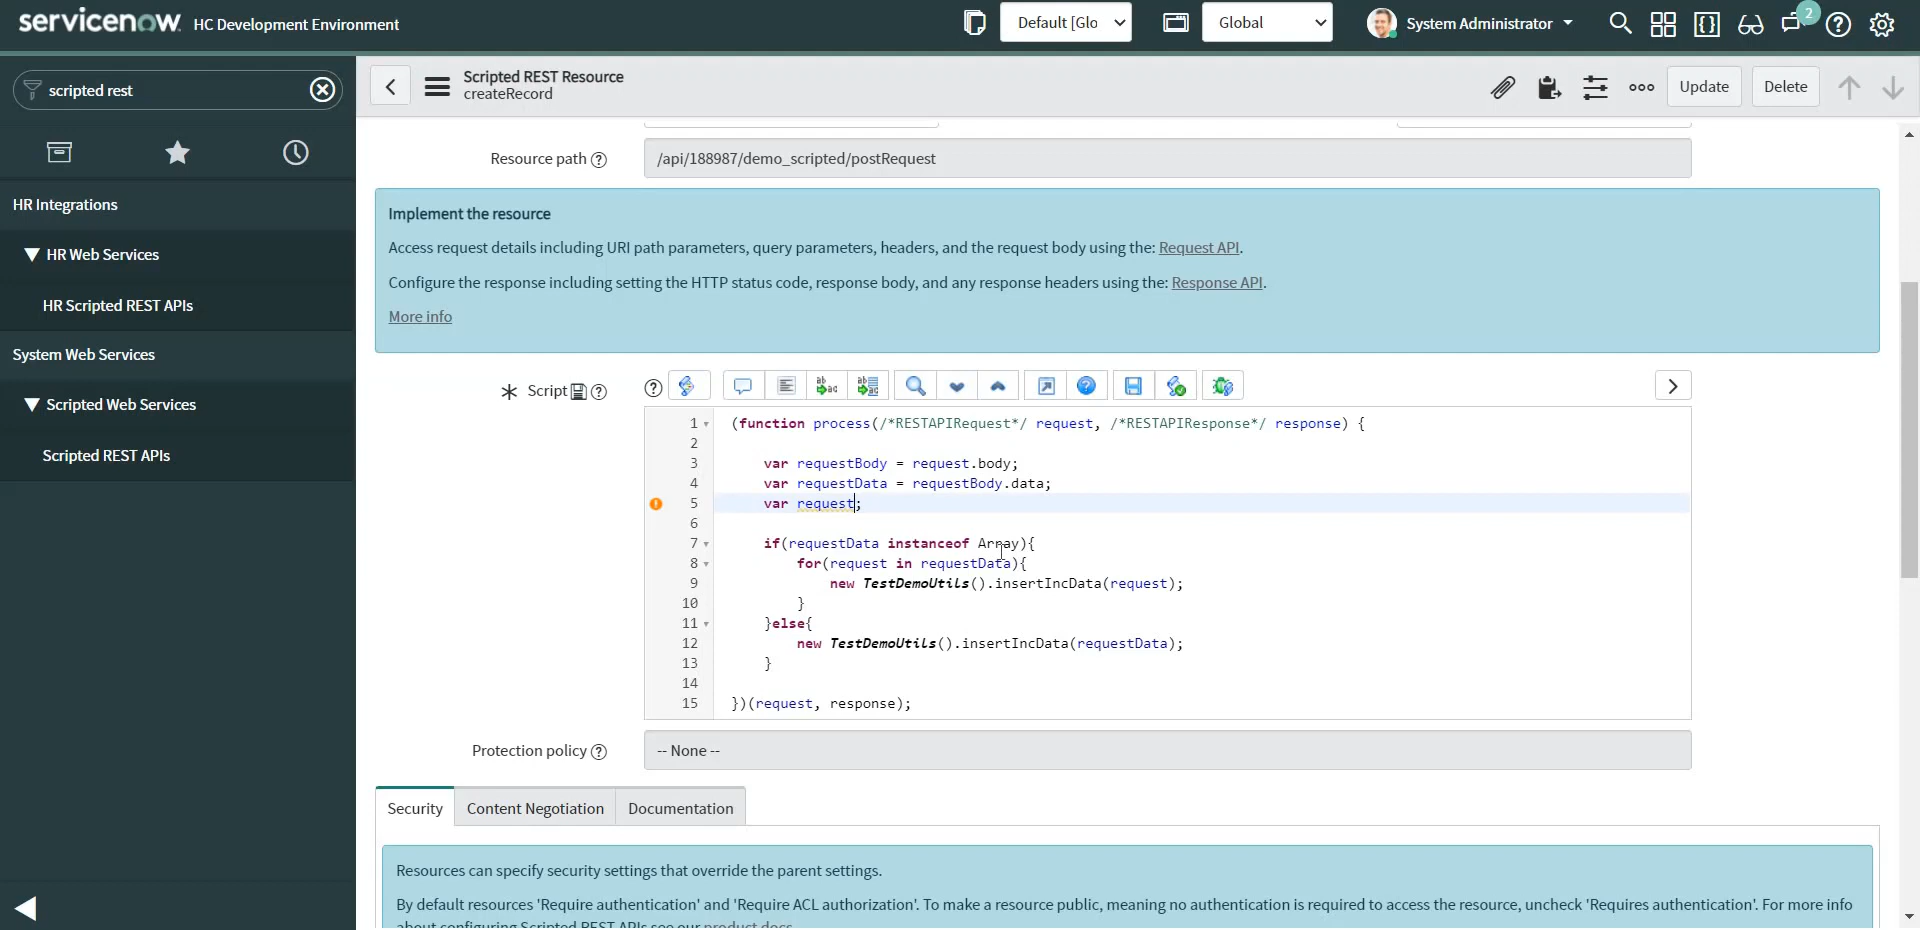 servicenow HC Development Environment
Default [Glo
Global
System Administrator
2
scripted rest
HR Integrations
HR Web Services
HR Scripted REST APIs
System Web Services
Scripted Web Services
Scripted REST APIs
Scripted REST Resource
createRecord
Update
Delete
Resource path
/api/188987/demo_scripted/postRequest
Implement the resource
Access request details including URI path parameters, query parameters, headers, and the request body using the: Request API.
Configure the response including setting the HTTP status code, response body, and any response headers using the: Response API.
More info
Script
1 (function process(/*RESTAPIRequest*/ request, /*RESTAPIResponse*/ response) {
2
3 var requestBody = request.body;
4 var requestData = requestBody.data;
5 var request;
6
7 if(requestData instanceof Array){
8 for(request in requestData){
9 new TestDemoUtils().insertIncData(request);
10 }
11 }else{
12 new TestDemoUtils().insertIncData(requestData);
13 }
14
15 })(request, response);
Protection policy
-- None --
Security
Content Negotiation
Documentation
Resources can specify security settings that override the parent settings.
By default resources 'Require authentication' and 'Require ACL authorization'. To make a resource public, meaning no authentication is required to access the resource, uncheck 'Requires authentication'. For more info
about configuring Scripted REST APIs see our product docs